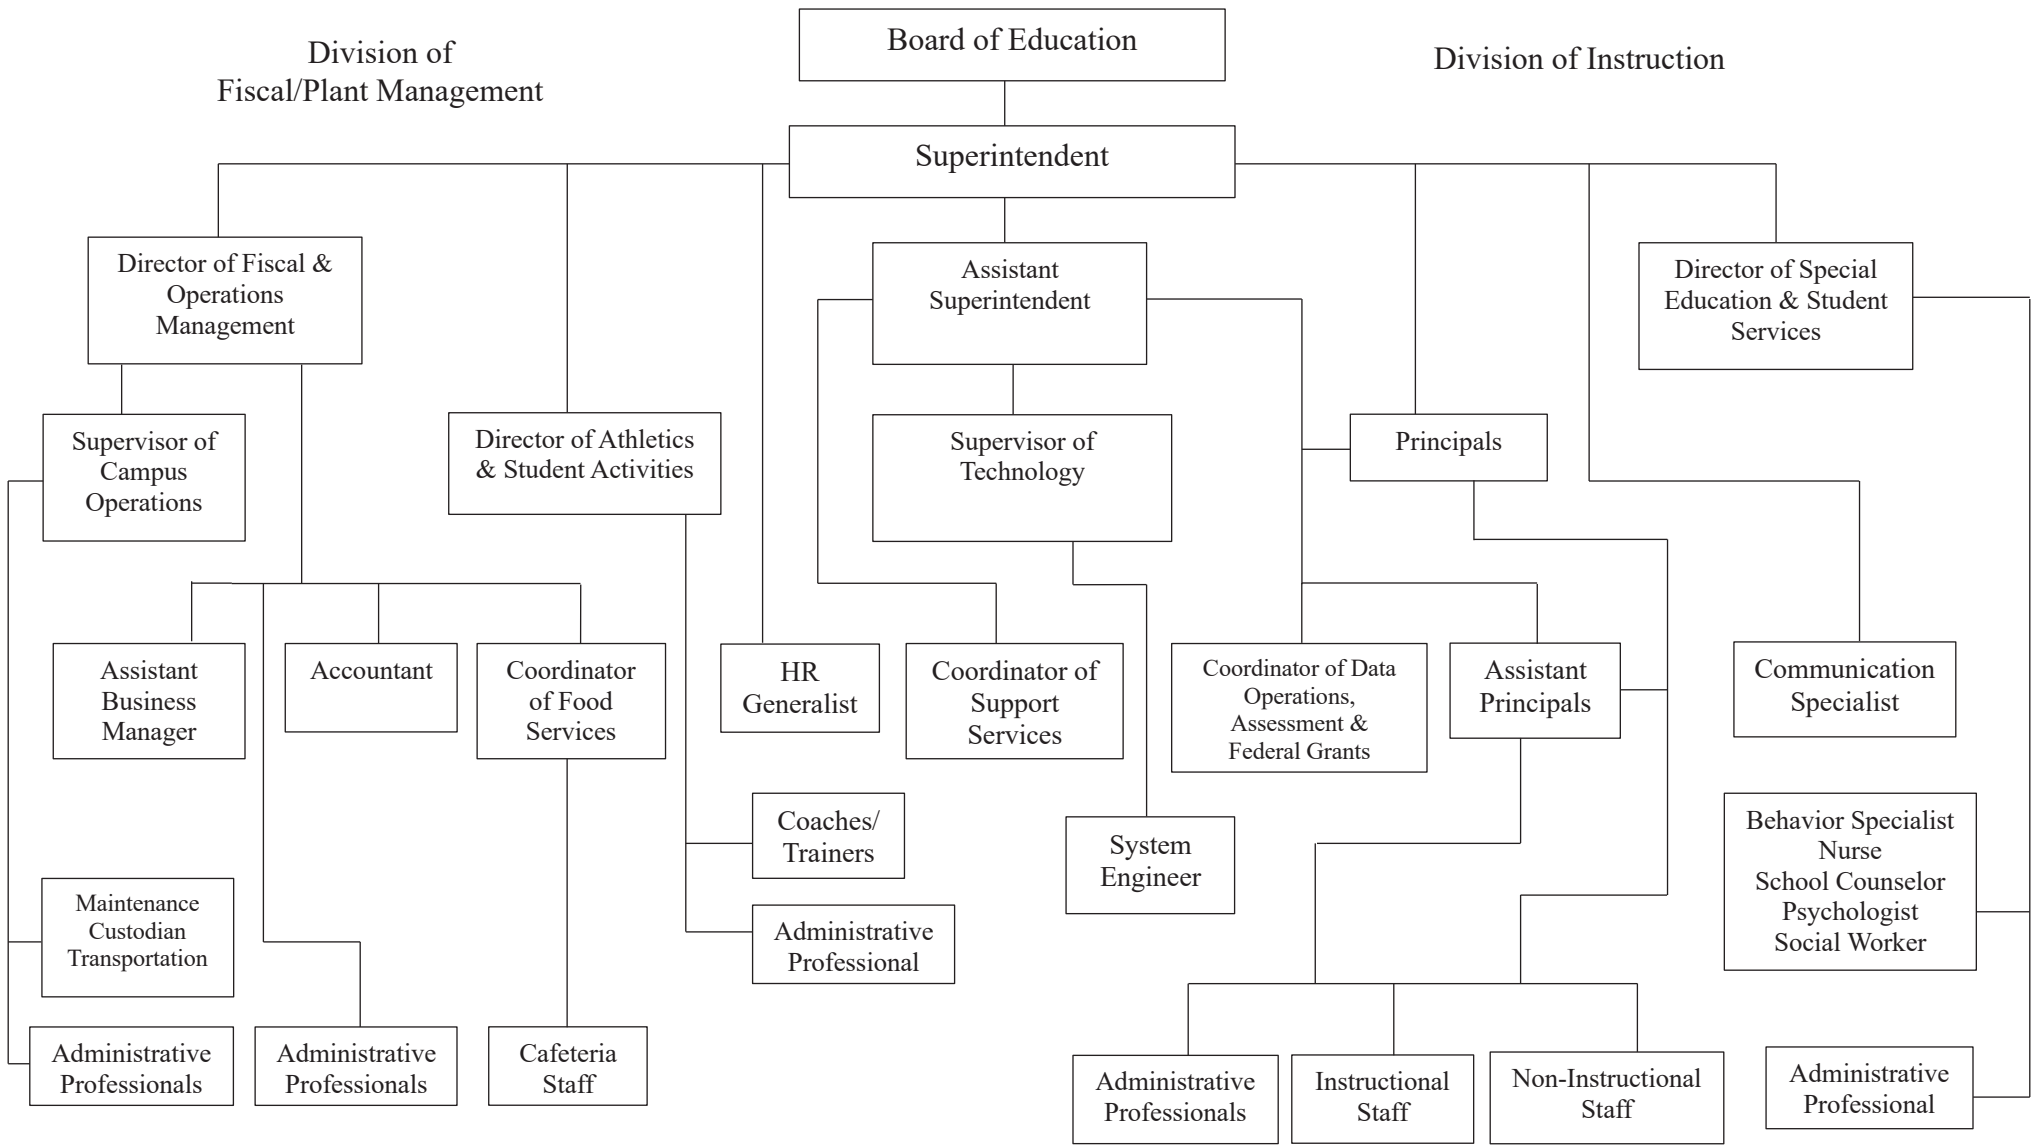 Division of
Fiscal/Plant Management
Board of Education
Division of Instruction
Superintendent
Director of Fiscal &
Operations
Management
Assistant
Superintendent
Director of Special
Education & Student
Services
Supervisor of
Campus
Operations
Director of Athletics
& Student Activities
Supervisor of
Technology
Principals
Assistant
Business
Manager
Accountant
Coordinator
of Food
Services
HR
Generalist
Coordinator of
Support
Services
Coordinator of Data
Operations,
Assessment &
Federal Grants
Assistant
Principals
Communication
Specialist
Coaches/
Trainers
System
Engineer
Behavior Specialist
Nurse
School Counselor
Psychologist
Social Worker
Maintenance
Custodian
Transportation
Administrative
Professional
Administrative
Professionals
Administrative
Professionals
Cafeteria
Staff
Administrative
Professionals
Instructional
Staff
Non-Instructional
Staff
Administrative
Professional